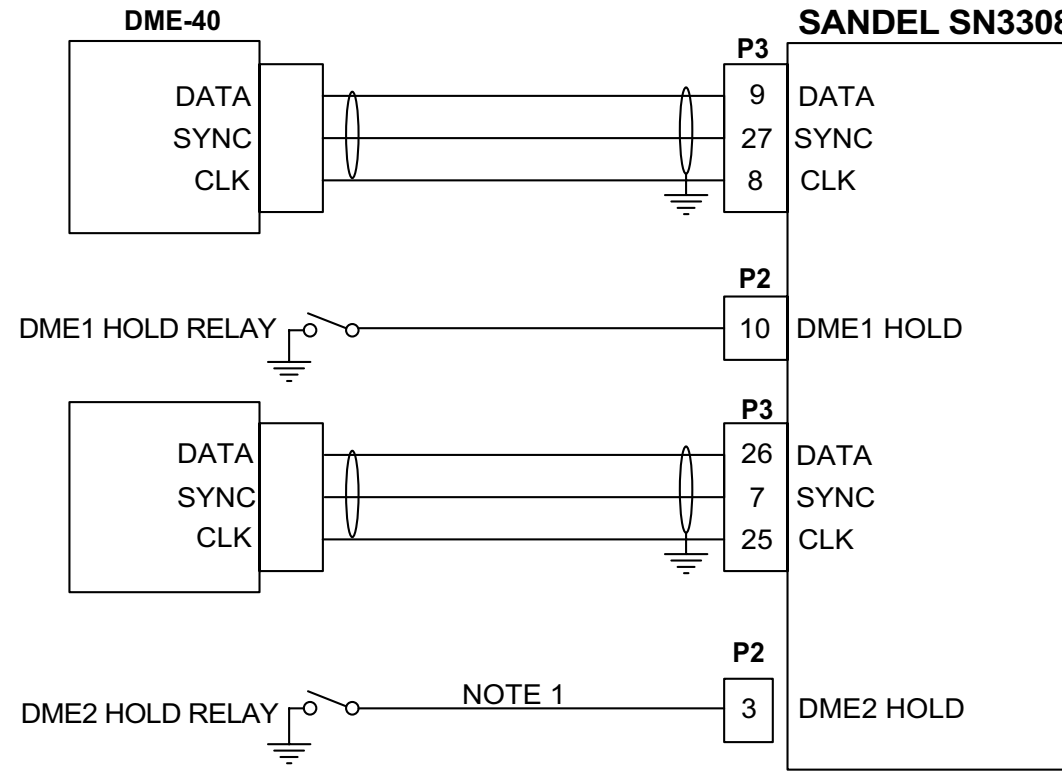 DME-40
SANDEL SN3308
P3
DATA 9 DATA
SYNC 27 SYNC
CLK 8 CLK
P2
DME1 HOLD RELAY 10 DME1 HOLD
P3
DATA 26 DATA
SYNC 7 SYNC
CLK 25 CLK
P2
DME2 HOLD RELAY NOTE 1 3 DME2 HOLD